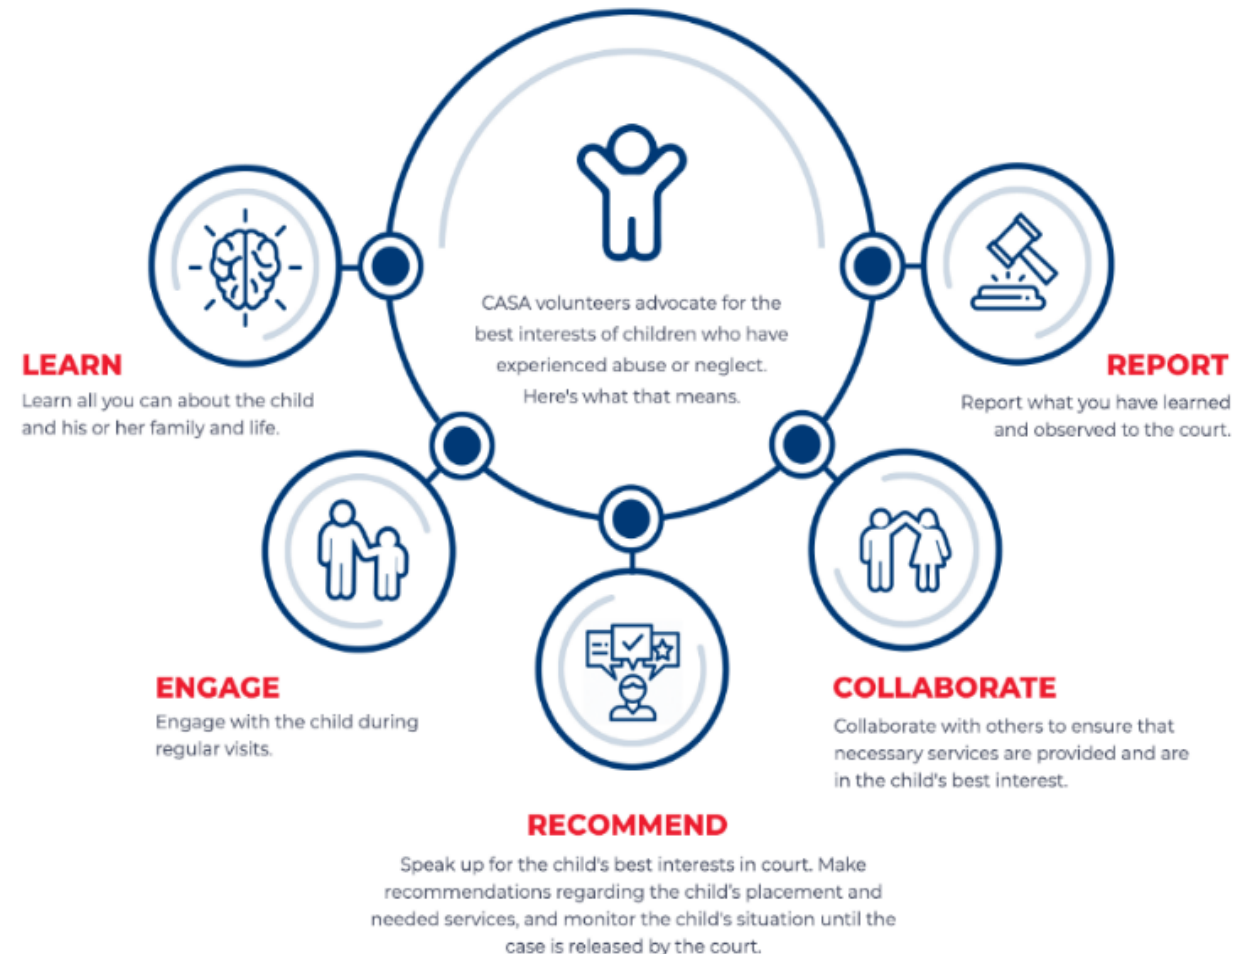 CASA volunteers advocate for the
best interests of children who have
experienced abuse or neglect.
Here's what that means.
LEARN
Learn all you can about the child
and his or her family and life.
REPORT
Report what you have learned
and observed to the court.
ENGAGE
Engage with the child during
regular visits.
COLLABORATE
Collaborate with others to ensure that
necessary services are provided and are
in the child's best interest.
RECOMMEND
Speak up for the child's best interests in court. Make
recommendations regarding the child's placement and
needed services, and monitor the child's situation until the
case is released by the court.